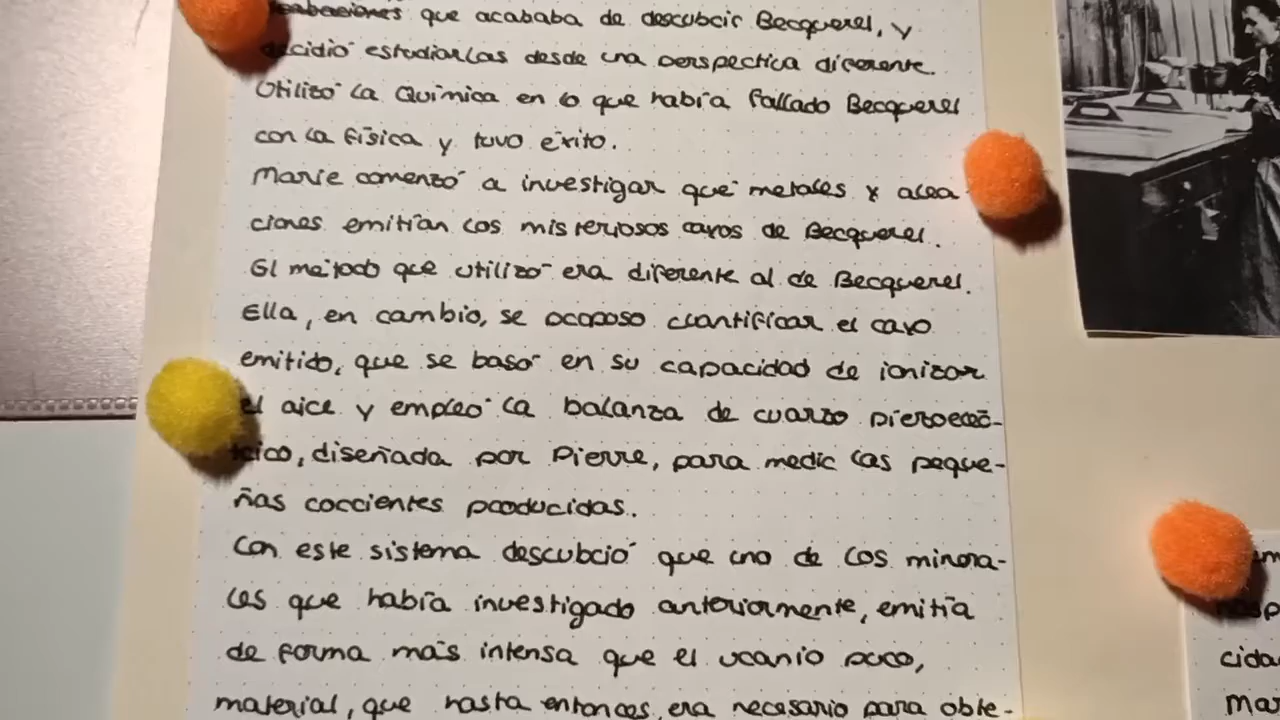 que acababa de descubrir Becquerel, y
decidió estudiarlas desde una perspectiva diferente.
Utilizó la Química en lo que había fallado Becquerel
con la física y tuvo éxito.
Marie comenzó a investigar qué metales y alea
ciones emitían los misteriosos rayos de Becquerel.
El método que utilizó era diferente al de Becquerel.
Ella, en cambio, se propuso cuantificar el rayo
emitido, que se basó en su capacidad de ionizar
el aire y empleó la balanza de cuarzo piezoeléc-
trico, diseñada por Pierre, para medir las peque-
ñas corrientes producidas.
Con este sistema descubrió que uno de los minera-
les que había investigado anteriormente, emitía
de forma más intensa que el uranio puro,
material, que hasta entonces, era necesario para obte-
cida